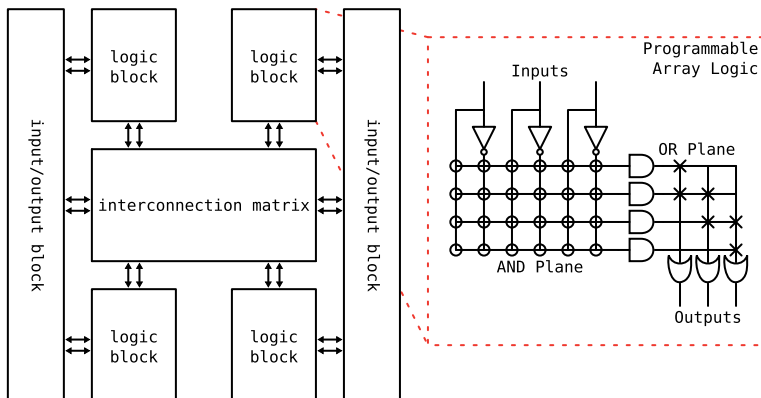 input/output block
logic
block
logic
block
input/output block
interconnection matrix
logic
block
logic
block
Programmable
Array Logic
Inputs
OR Plane
AND Plane
Outputs